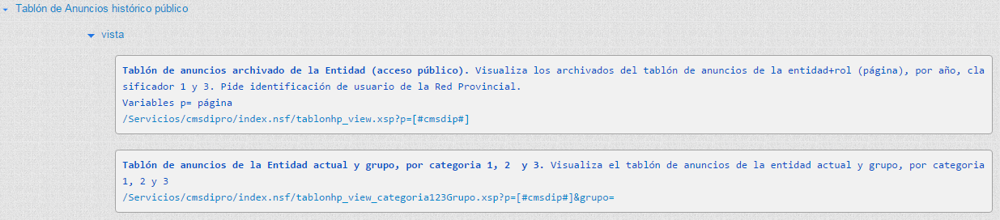 Tablón de Anuncios histórico público
vista
Tablón de anuncios archivado de la Entidad (acceso público). Visualiza los archivados del tablón de anuncios de la entidad+rol (página), por año, cla
sificador 1 y 3. Pide identificación de usuario de la Red Provincial.
Variables p= página
/Servicios/cmsdipro/index.nsf/tablonhp_view.xsp?p=[#cmsdip#]
Tablón de anuncios de la Entidad actual y grupo, por categoria 1, 2  y 3. Visualiza el tablón de anuncios de la entidad actual y grupo, por categoria
1, 2 y 3
/Servicios/cmsdipro/index.nsf/tablonhp_view_categoria123Grupo.xsp?p=[#cmsdip#]&grupo=